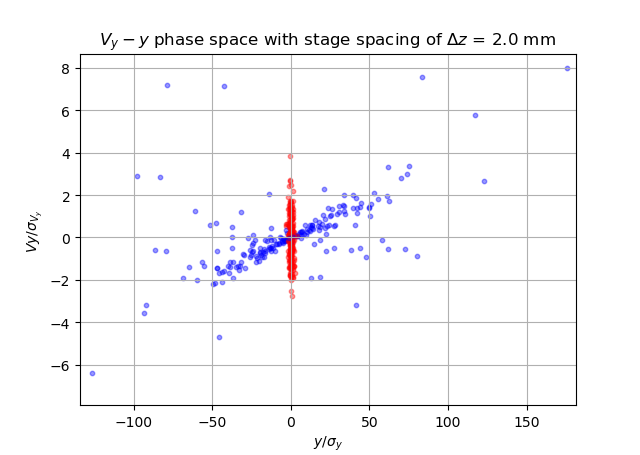 $V_y - y$ phase space with stage spacing of $\Delta z$ = 2.0 mm
8
6
4
2
0
−2
−4
−6
$Vy/\sigma_{V_y}$
−100 −50 0 50 100 150
$y/\sigma_y$